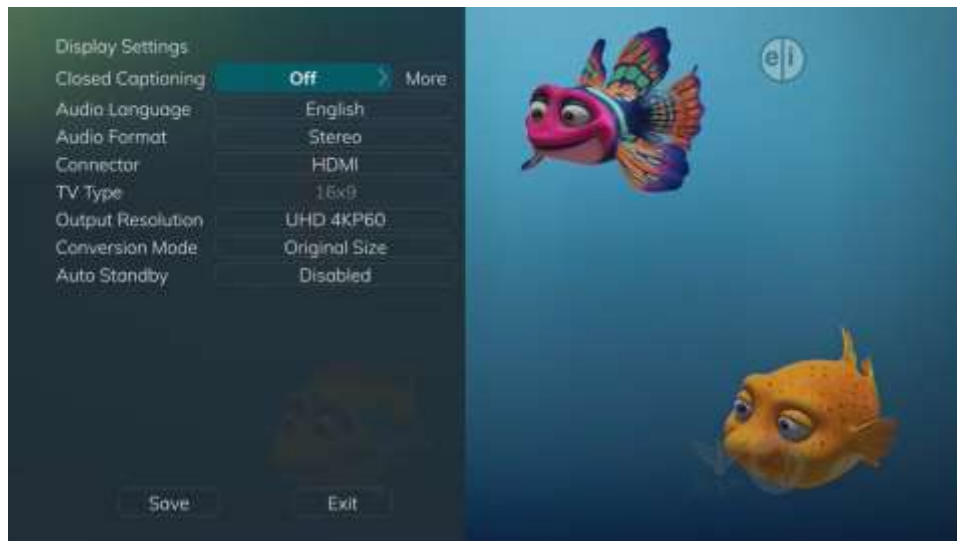 Display Settings
Closed Captioning Off > More
Audio Language English
Audio Format Stereo
Connector HDMI
TV Type 16x9
Output Resolution UHD 4KP60
Conversion Mode Original Size
Auto Standby Disabled
Save Exit
e i